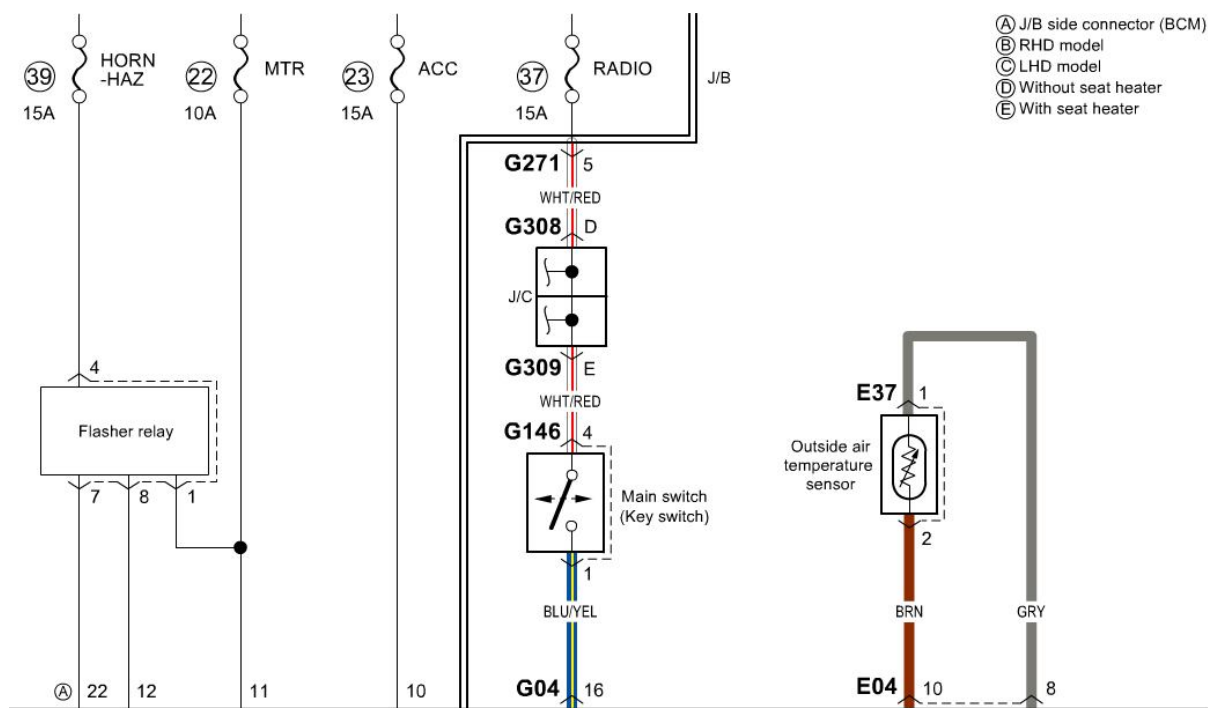 Ⓐ J/B side connector (BCM)
Ⓑ RHD model
Ⓒ LHD model
Ⓓ Without seat heater
Ⓔ With seat heater
39
HORN
-HAZ
15A
22
MTR
10A
23
ACC
15A
37
RADIO
15A
J/B
G271 5
WHT/RED
G308 D
J/C
G309 E
WHT/RED
G146 4
Main switch
(Key switch)
1
BLU/YEL
G04 16
4
Flasher relay
7 8 1
Ⓐ 22 12 11 10
E37 1
Outside air
temperature
sensor
2
BRN GRY
E04 10 8